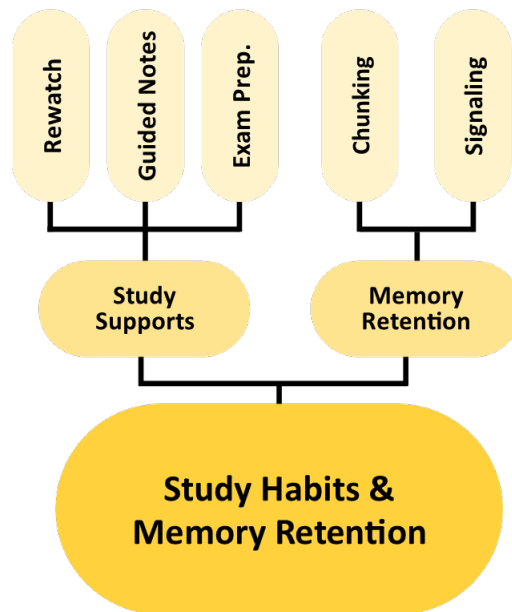 Rewatch
Guided Notes
Exam Prep.
Chunking
Signaling
Study
Supports
Memory
Retention
Study Habits &
Memory Retention